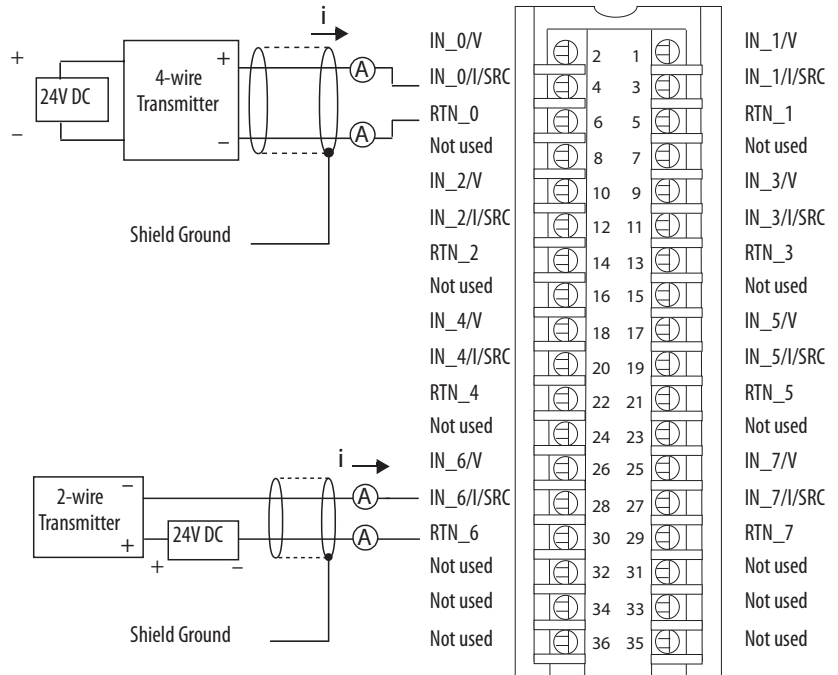 i
IN_0/V 2 1 IN_1/V
+ + A
24V DC 4-wire Transmitter IN_0/I/SRC 4 3 IN_1/I/SRC
RTN_0 6 5 RTN_1
– – A
Not used 8 7 Not used
IN_2/V 10 9 IN_3/V
Shield Ground IN_2/I/SRC 12 11 IN_3/I/SRC
RTN_2 14 13 RTN_3
Not used 16 15 Not used
IN_4/V 18 17 IN_5/V
IN_4/I/SRC 20 19 IN_5/I/SRC
RTN_4 22 21 RTN_5
Not used 24 23 Not used
i
IN_6/V 26 25 IN_7/V
2-wire Transmitter – A IN_6/I/SRC 28 27 IN_7/I/SRC
+ 24V DC A RTN_6 30 29 RTN_7
+ –
Not used 32 31 Not used
Not used 34 33 Not used
Shield Ground Not used 36 35 Not used